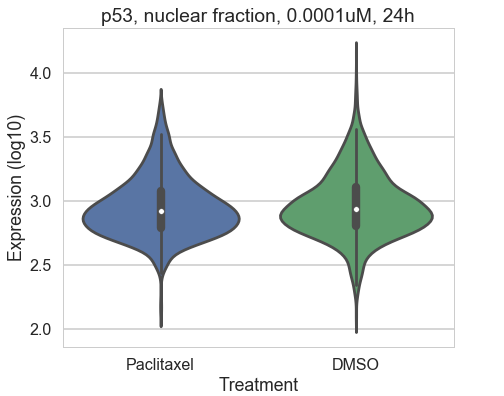 p53, nuclear fraction, 0.0001uM, 24h
Expression (log10)
4.0
3.5
3.0
2.5
2.0
Paclitaxel DMSO
Treatment